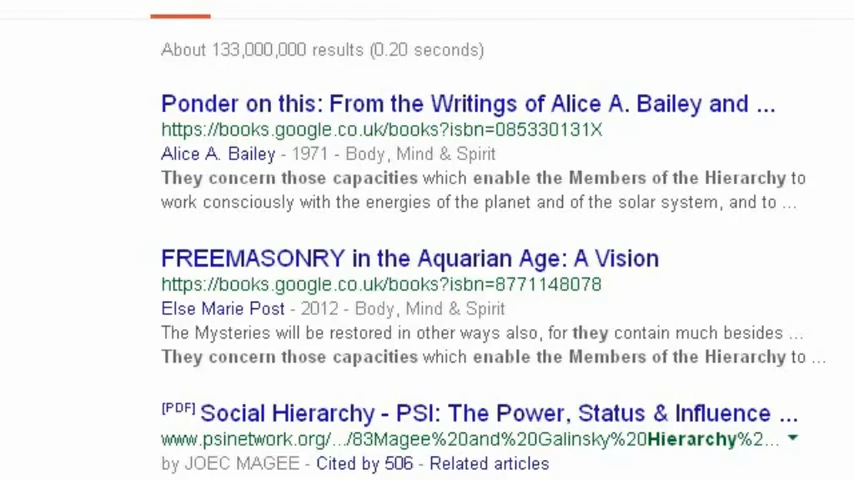 About 133,000,000 results (0.20 seconds)
Ponder on this: From the Writings of Alice A. Bailey and ...
https://books.google.co.uk/books?isbn=085330131X
Alice A. Bailey - 1971 - Body, Mind & Spirit
They concern those capacities which enable the Members of the Hierarchy to
work consciously with the energies of the planet and of the solar system, and to ...
FREEMASONRY in the Aquarian Age: A Vision
https://books.google.co.uk/books?isbn=8771148078
Else Marie Post - 2012 - Body, Mind & Spirit
The Mysteries will be restored in other ways also, for they contain much besides ...
They concern those capacities which enable the Members of the Hierarchy to ...
[PDF] Social Hierarchy - PSI: The Power, Status & Influence ...
www.psinetwork.org/.../83Magee%20and%20Galinsky%20Hierarchy%2...
by JOEC MAGEE - Cited by 506 - Related articles